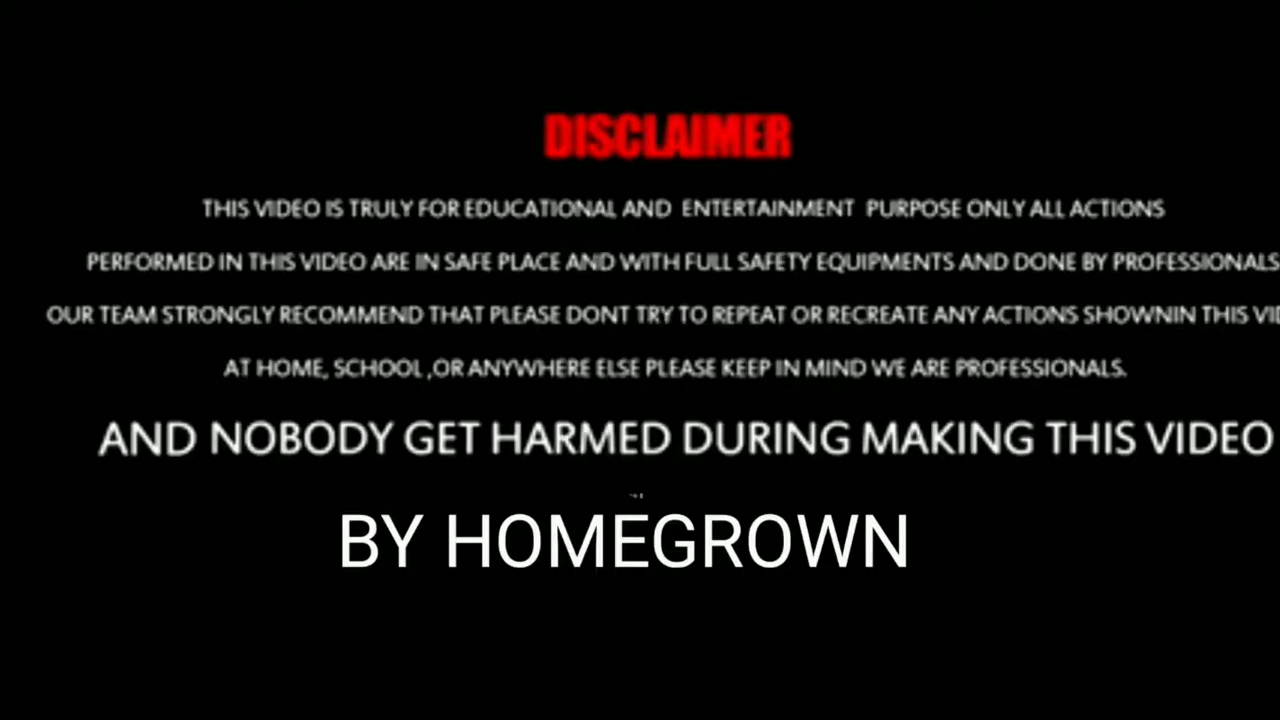 DISCLAIMER
THIS VIDEO IS TRULY FOR EDUCATIONAL AND ENTERTAINMENT PURPOSE ONLY ALL ACTIONS
PERFORMED IN THIS VIDEO ARE IN SAFE PLACE AND WITH FULL SAFETY EQUIPMENTS AND DONE BY PROFESSIONALS
OUR TEAM STRONGLY RECOMMEND THAT PLEASE DONT TRY TO REPEAT OR RECREATE ANY ACTIONS SHOWNIN THIS
AT HOME, SCHOOL ,OR ANYWHERE ELSE PLEASE KEEP IN MIND WE ARE PROFESSIONALS.
AND NOBODY GET HARMED DURING MAKING THIS VIDEO
BY HOMEGROWN